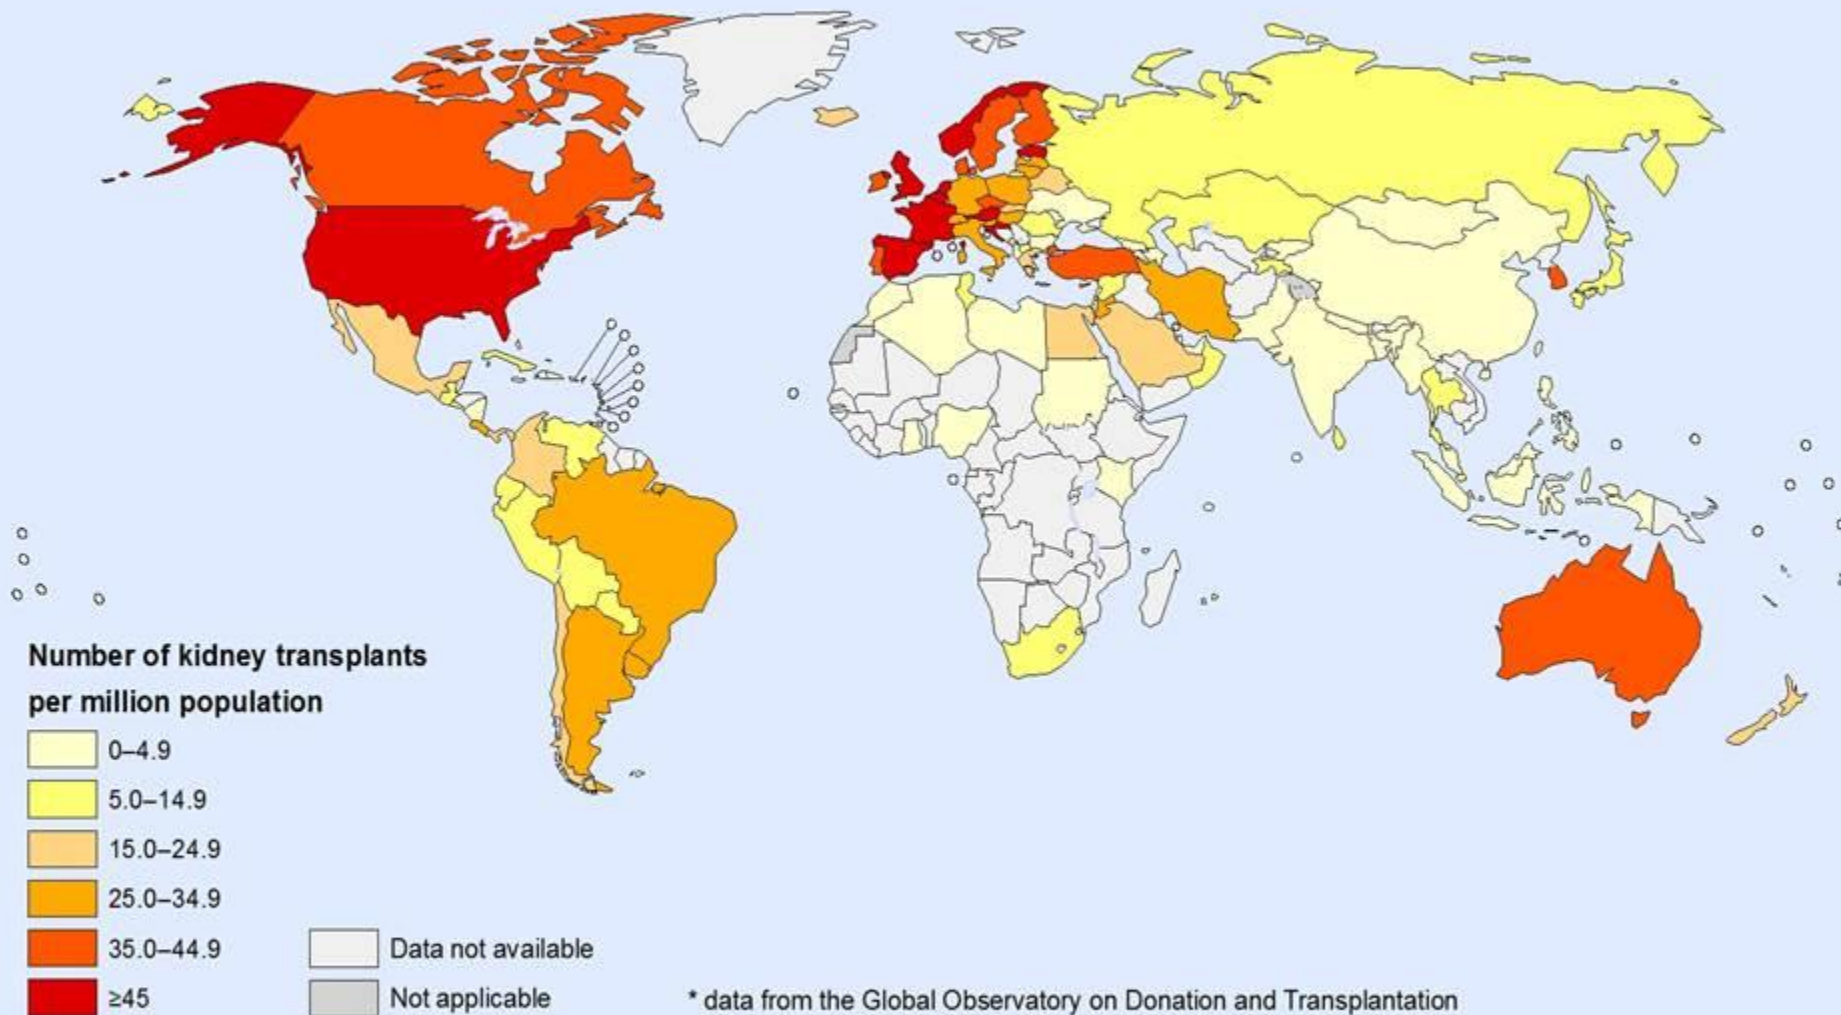 Number of kidney transplants
per million population
0–4.9
5.0–14.9
15.0–24.9
25.0–34.9
35.0–44.9
≥45
Data not available
Not applicable
* data from the Global Observatory on Donation and Transplantation